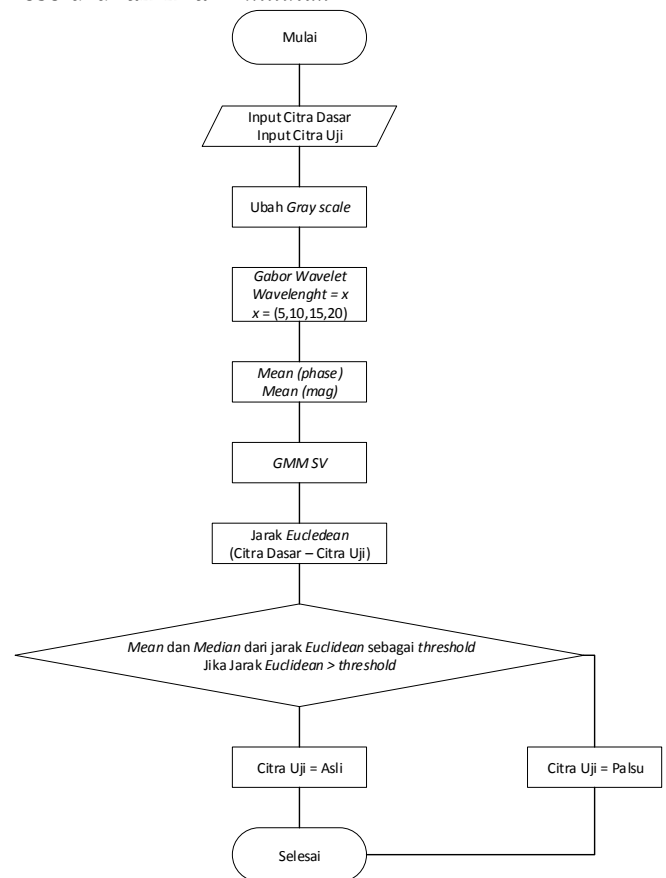 Mulai
Input Citra Dasar
Input Citra Uji
Ubah Gray scale
Gabor Wavelet
Wavelenght = x
x = (5,10,15,20)
Mean (phase)
Mean (mag)
GMM SV
Jarak Eucledean
(Citra Dasar – Citra Uji)
Mean dan Median dari jarak Euclidean sebagai threshold
Jika Jarak Euclidean > threshold
Citra Uji = Asli
Citra Uji = Palsu
Selesai